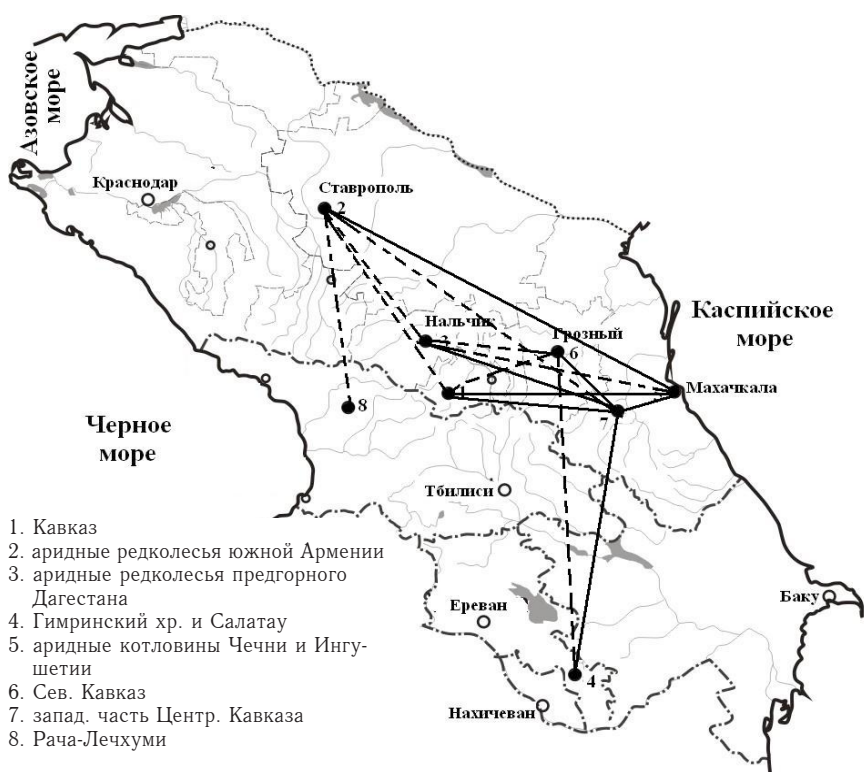 Азовское
море
Краснодар
Ставрополь
2
Нальчик
3
Грозный
6
Каспийское
море
Махачкала
1
8
7
Черное
море
Тбилиси
1. Кавказ
2. аридные редколесья южной Армении
3. аридные редколесья предгорного
Дагестана
4. Гимринский хр. и Салатау
5. аридные котловины Чечни и Ингу-
шетии
6. Сев. Кавказ
7. запад. часть Центр. Кавказа
8. Рача-Лечхуми
Ереван
Баку
4
Нахичеван